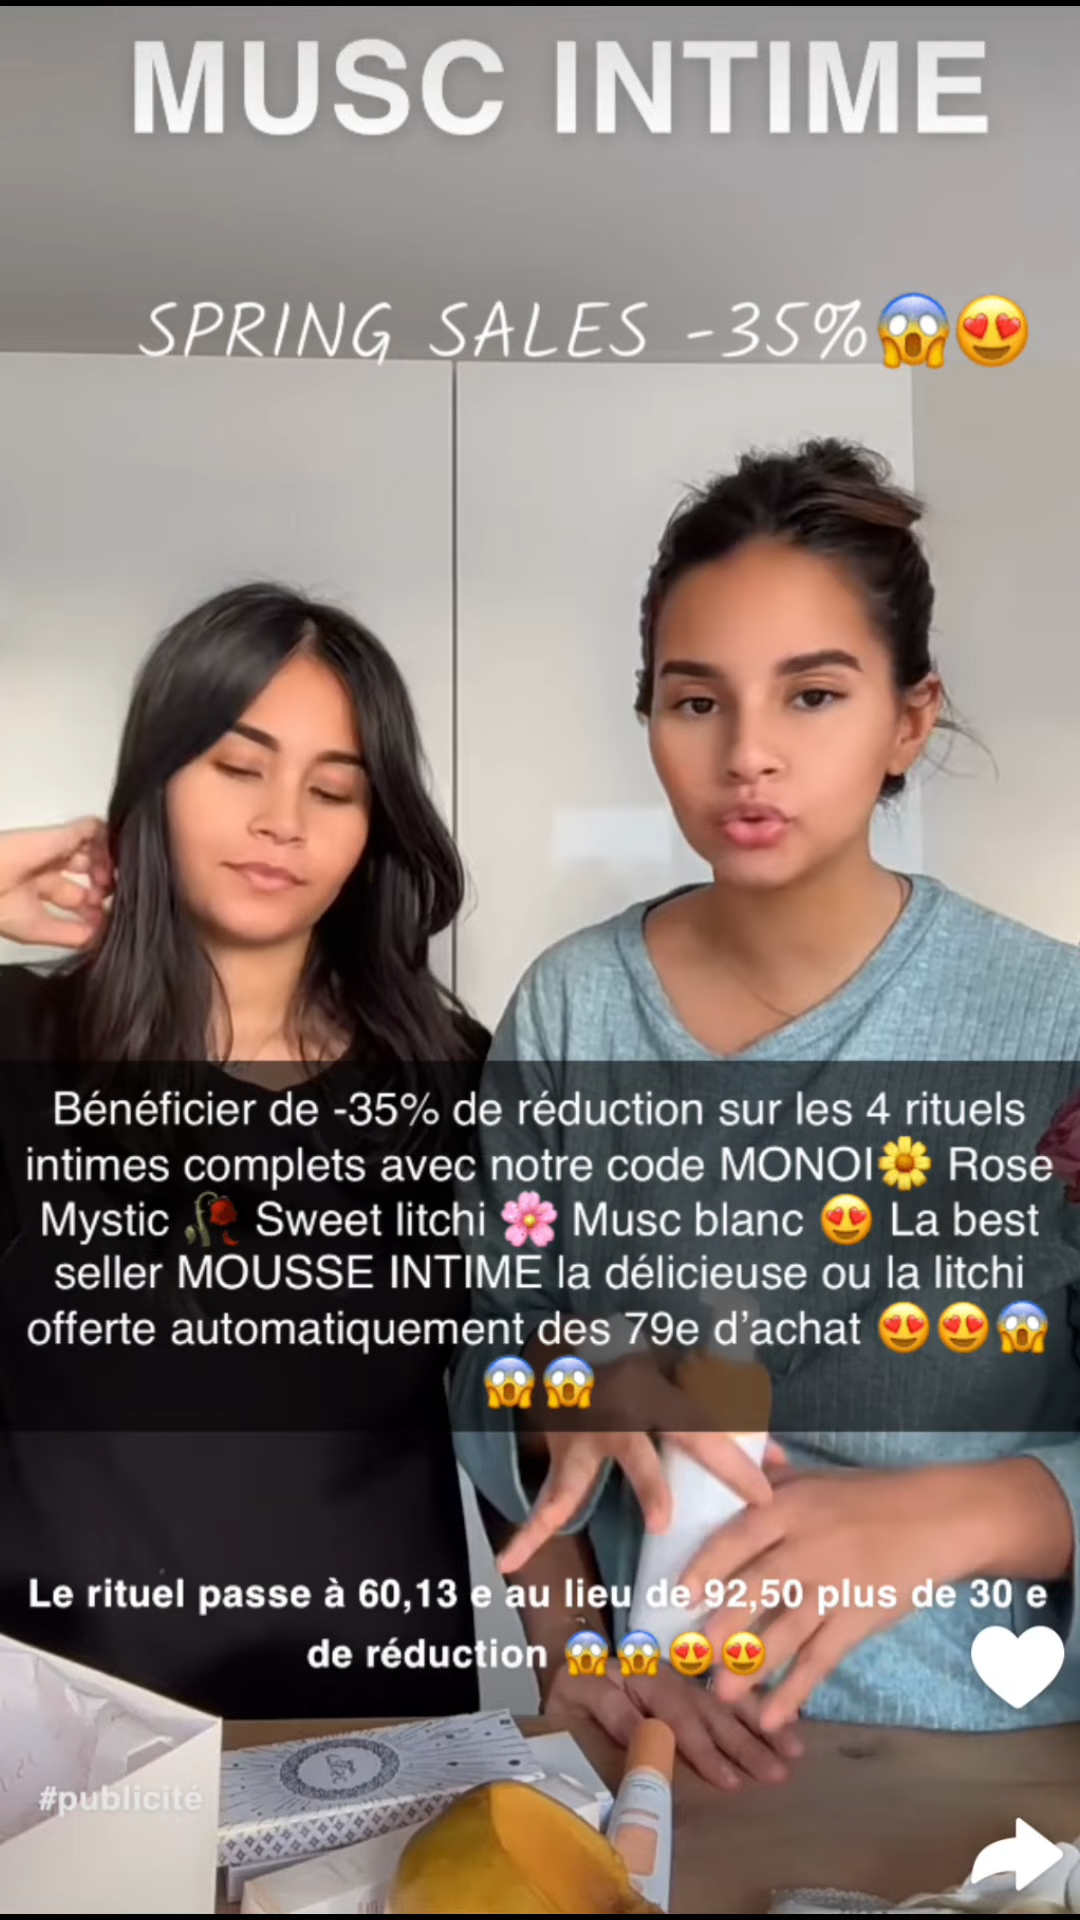 MUSC INTIME
SPRING SALES -35%😱😍
Bénéficier de -35% de réduction sur les 4 rituels
intimes complets avec notre code MONOI🌼 Rose
Mystic 🥀 Sweet litchi 🌸 Musc blanc 😍 La best
seller MOUSSE INTIME la délicieuse ou la litchi
offerte automatiquement des 79e d’achat 😍😍😱
😱😱
Le rituel passe à 60,13 e au lieu de 92,50 plus de 30 e
de réduction 😱😱😍😍
#publicité